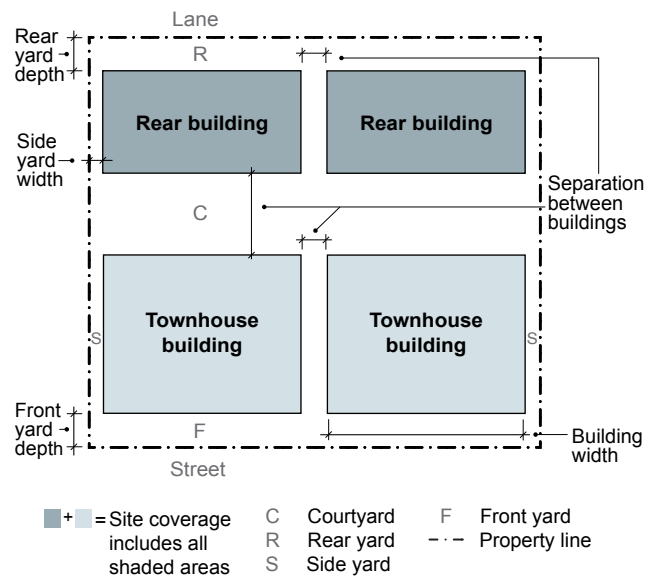 Lane
Rear
yard
depth
R
Rear building
Rear building
Side
yard
width
C
Separation
between
buildings
Townhouse
building
Townhouse
building
S
S
Front
yard
depth
F
Building
width
Street
+ = Site coverage
includes all
shaded areas
C Courtyard
R Rear yard
S Side yard
F Front yard
Property line